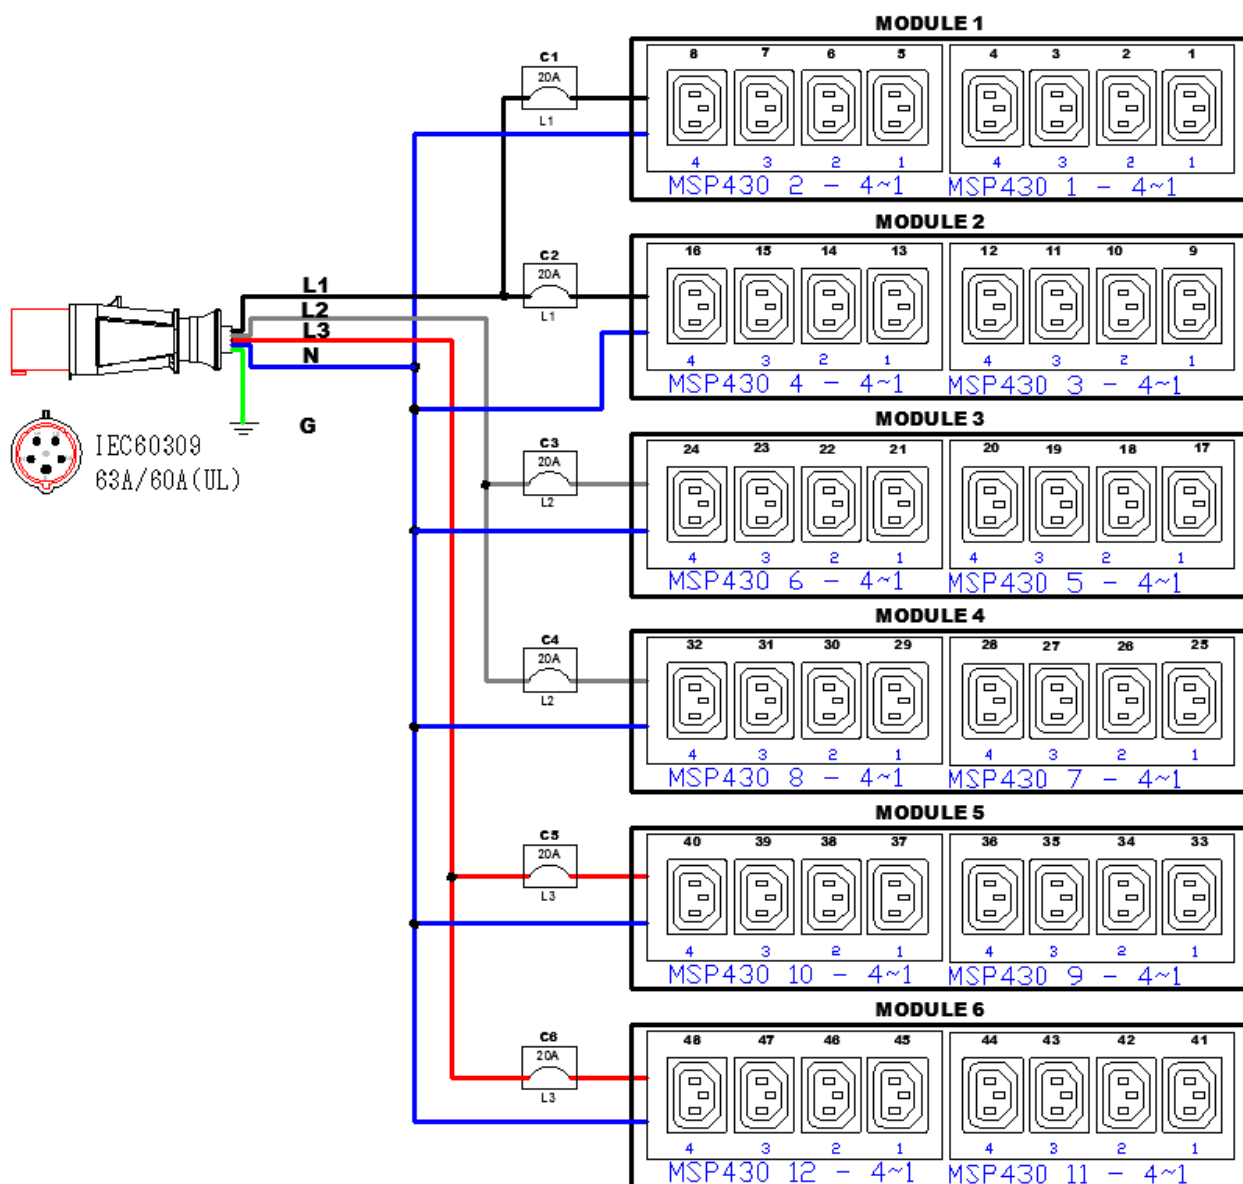 MODULE 1
C1
20A
L1
8 7 6 5 4 3 2 1
4 3 2 1 4 3 2 1
MSP430 2 - 4~1 MSP430 1 - 4~1
MODULE 2
C2
20A
L1
16 15 14 13 12 11 10 9
4 3 2 1 4 3 2 1
MSP430 4 - 4~1 MSP430 3 - 4~1
L1
L2
L3
N
G
IEC60309
63A/60A(UL)
MODULE 3
C3
20A
L2
24 23 22 21 20 19 18 17
4 3 2 1 4 3 2 1
MSP430 6 - 4~1 MSP430 5 - 4~1
MODULE 4
C4
20A
L2
32 31 30 29 28 27 26 25
4 3 2 1 4 3 2 1
MSP430 8 - 4~1 MSP430 7 - 4~1
MODULE 5
C5
20A
L3
40 39 38 37 36 35 34 33
4 3 2 1 4 3 2 1
MSP430 10 - 4~1 MSP430 9 - 4~1
MODULE 6
C6
20A
L3
48 47 46 45 44 43 42 41
4 3 2 1 4 3 2 1
MSP430 12 - 4~1 MSP430 11 - 4~1